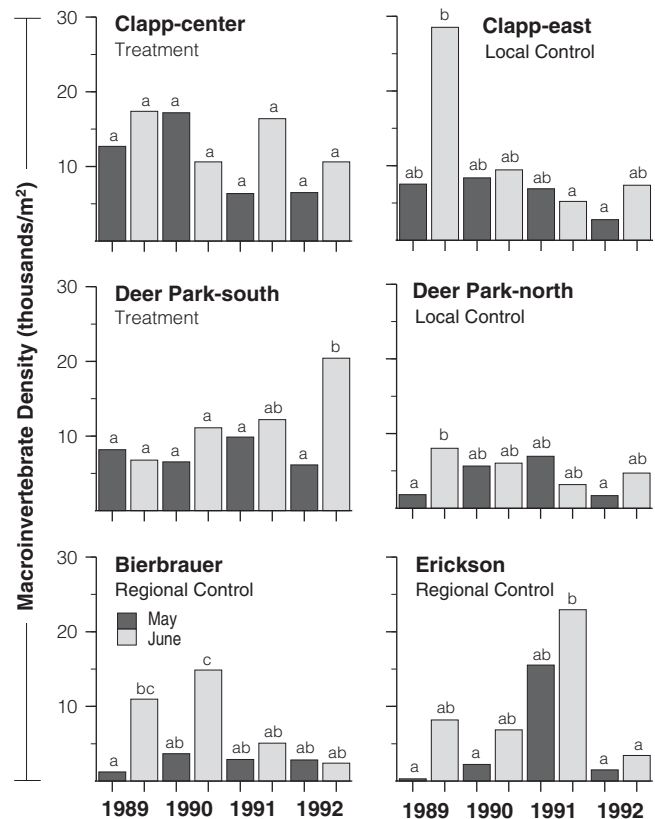 Macroinvertebrate Density (thousands/m²)
30
20
10
Clapp-center
Treatment
a
a
a
a
a
a
a
a
Clapp-east
Local Control
ab
b
ab
ab
ab
a
a
ab
30
20
10
Deer Park-south
Treatment
a
a
a
a
a
ab
a
b
Deer Park-north
Local Control
a
b
ab
ab
ab
ab
a
ab
30
20
10
Bierbrauer
Regional Control
May
June
a
bc
ab
c
ab
ab
ab
ab
1989 1990 1991 1992
Erickson
Regional Control
a
ab
a
ab
ab
b
a
a
1989 1990 1991 1992